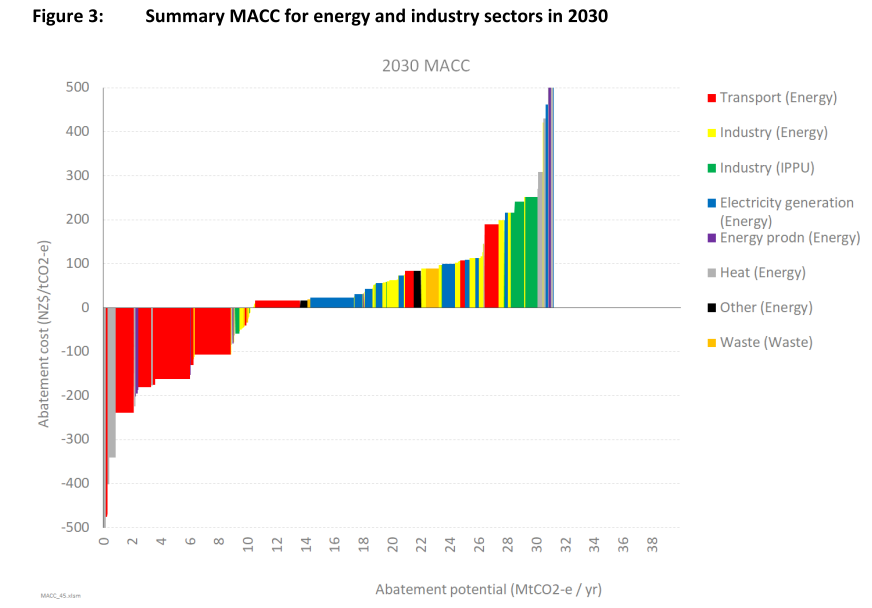 Figure 3: Summary MACC for energy and industry sectors in 2030
2030 MACC
500
400
300
200
100
0
-100
-200
-300
-400
-500
Abatement cost (NZ$/tCO2-e)
0 2 4 6 8 10 12 14 16 18 20 22 24 26 28 30 32 34 36 38
Abatement potential (MtCO2-e / yr)
Transport (Energy)
Industry (Energy)
Industry (IPPU)
Electricity generation
(Energy)
Energy prodn (Energy)
Heat (Energy)
Other (Energy)
Waste (Waste)
MACC_45.xlsm